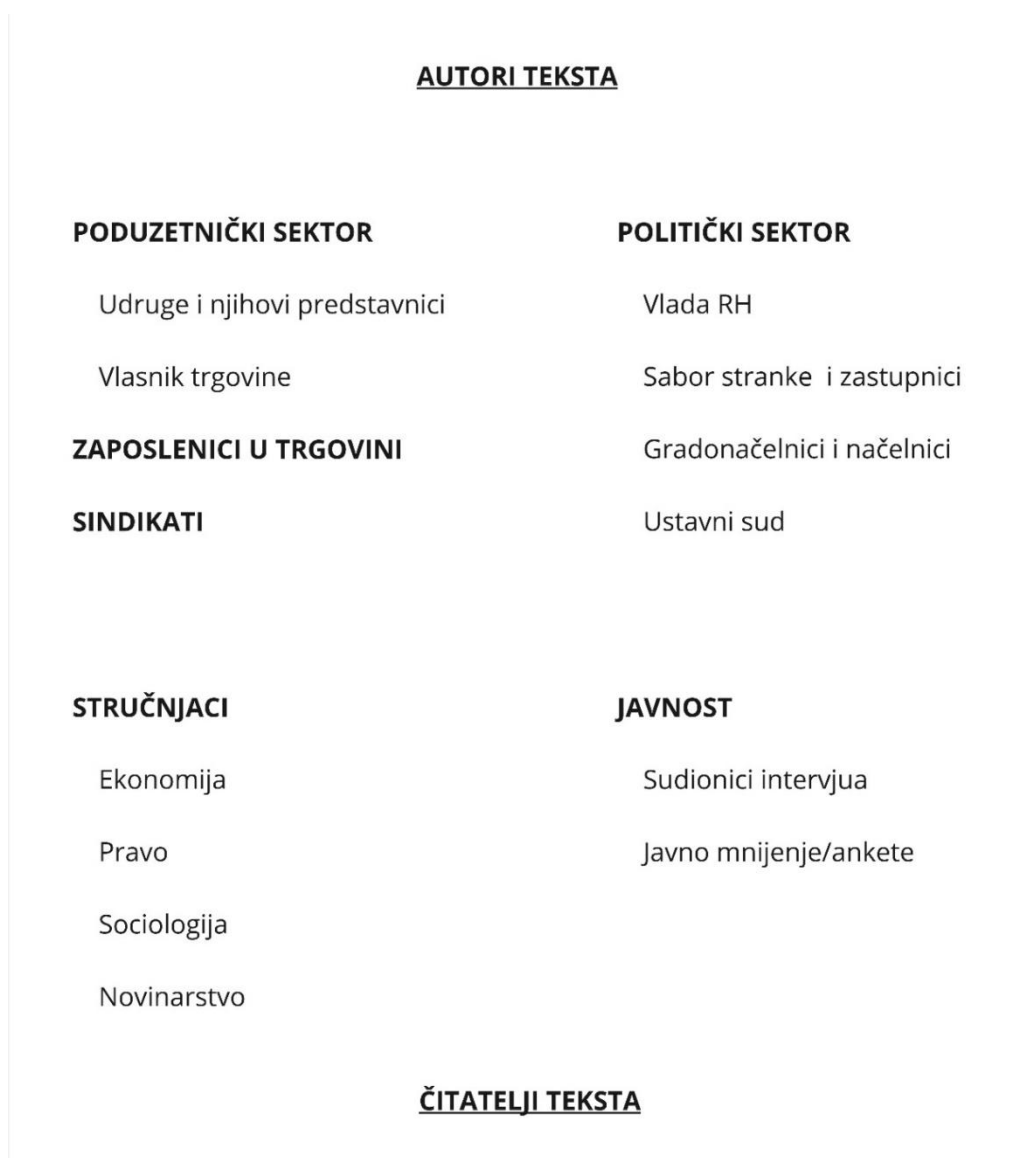 AUTORI TEKSTA
PODUZETNIČKI SEKTOR
Udruge i njihovi predstavnici
Vlasnik trgovine
ZAPOSLENICI U TRGOVINI
SINDIKATI
POLITIČKI SEKTOR
Vlada RH
Sabor stranke i zastupnici
Gradonačelnici i načelnici
Ustavni sud
STRUČNJACI
Ekonomija
Pravo
Sociologija
Novinarstvo
JAVNOST
Sudionici intervjua
Javno mnijenje/ankete
ČITATELJI TEKSTA